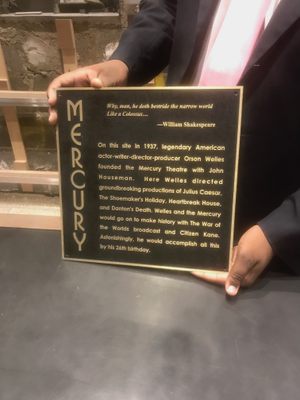 MERCURY
Why, man, he doth bestride the narrow world
Like a Colossus...
—William Shakespeare
On this site in 1937, legendary American
actor-writer-director-producer Orson Welles
founded the Mercury Theatre with John
Houseman. Here Welles directed
groundbreaking productions of Julius Caesar,
The Shoemaker's Holiday, Heartbreak House,
and Danton's Death. Welles and the Mercury
would go on to make history with The War of
the Worlds broadcast and Citizen Kane.
Astonishingly, he would accomplish all this
by his 26th birthday.